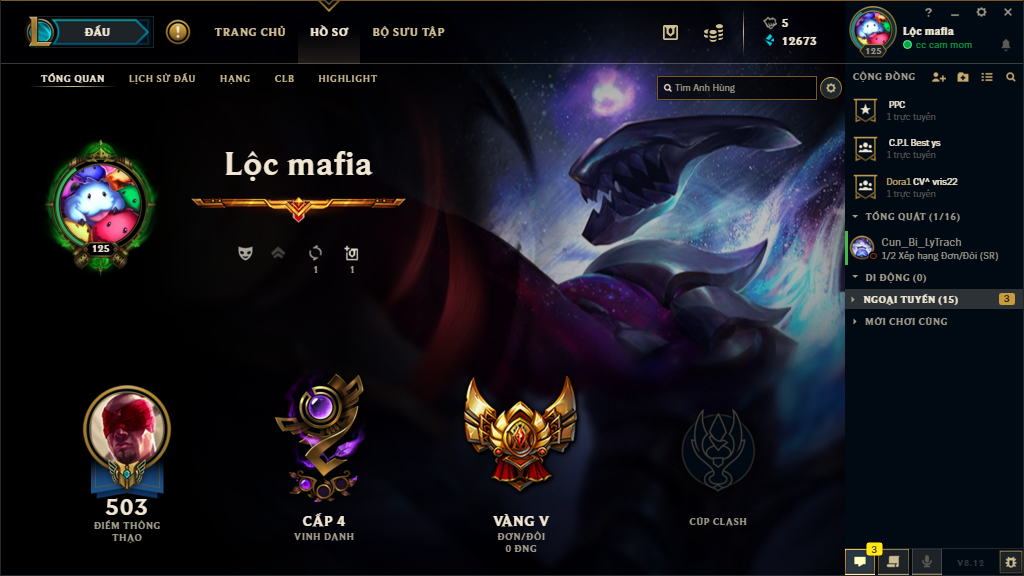 ĐẤU
TRANG CHỦ
HỒ SƠ
BỘ SƯU TẬP
5
12673
?
125
Lộc mafia
cc cam mom
TỔNG QUAN
LỊCH SỬ ĐẤU
HẠNG
CLB
HIGHLIGHT
Tìm Anh Hùng
CỘNG ĐỒNG
PPC
1 trực tuyến
C.P.I. Best ys
1 trực tuyến
Dora1 CV^ vris22
1 trực tuyến
TỔNG QUÁT (1/16)
Cun_Bi_LyTrach
1/2 Xếp hạng Đơn/Đôi (SR)
DI ĐỘNG (0)
NGOẠI TUYẾN (15)
3
MỚI CHƠI CÙNG
Lộc mafia
125
1
1
503
ĐIỂM THÔNG
THẠO
CẤP 4
VINH DANH
VÀNG V
ĐƠN/ĐÔI
0 ĐNG
CÚP CLASH
3
V8.12